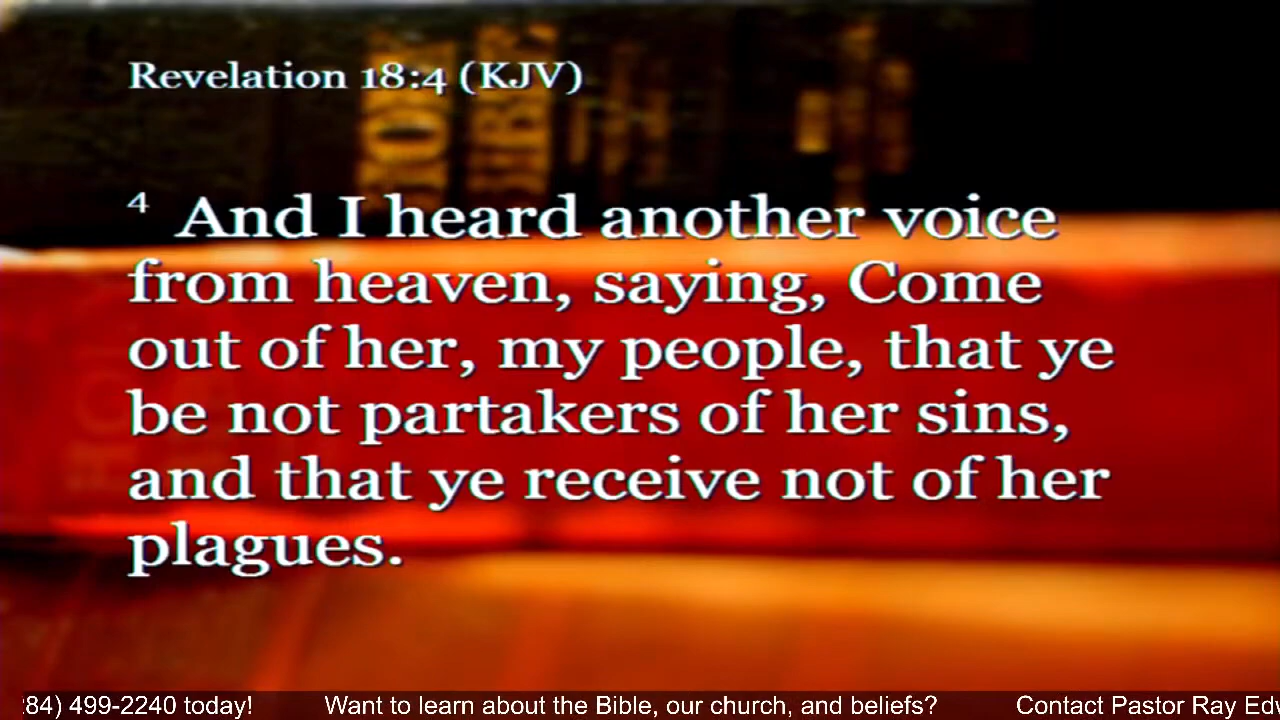 Revelation 18:4 (KJV)
4 And I heard another voice
from heaven, saying, Come
out of her, my people, that ye
be not partakers of her sins,
and that ye receive not of her
plagues.
84) 499-2240 today! Want to learn about the Bible, our church, and beliefs? Contact Pastor Ray